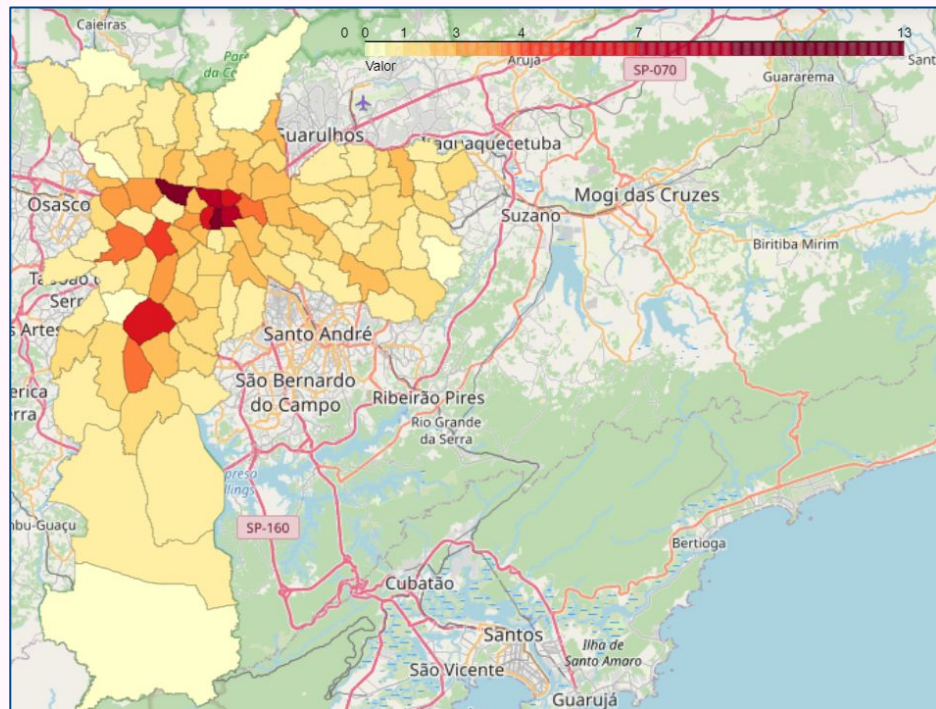 Caieiras
0 0 1 3 4 7 13
Valor
Aruja
SP-070
Guararema
Guarulhos
Osasco
Mogi das Cruzes
Suzano
Biritiba Mirim
Santo André
São Bernardo
do Campo
Ribeirão Pires
Rio Grande
da Serra
SP-160
Bertioga
Cubatão
Santos
Ilha de
Santo Amaro
São Vicente
Guarujá